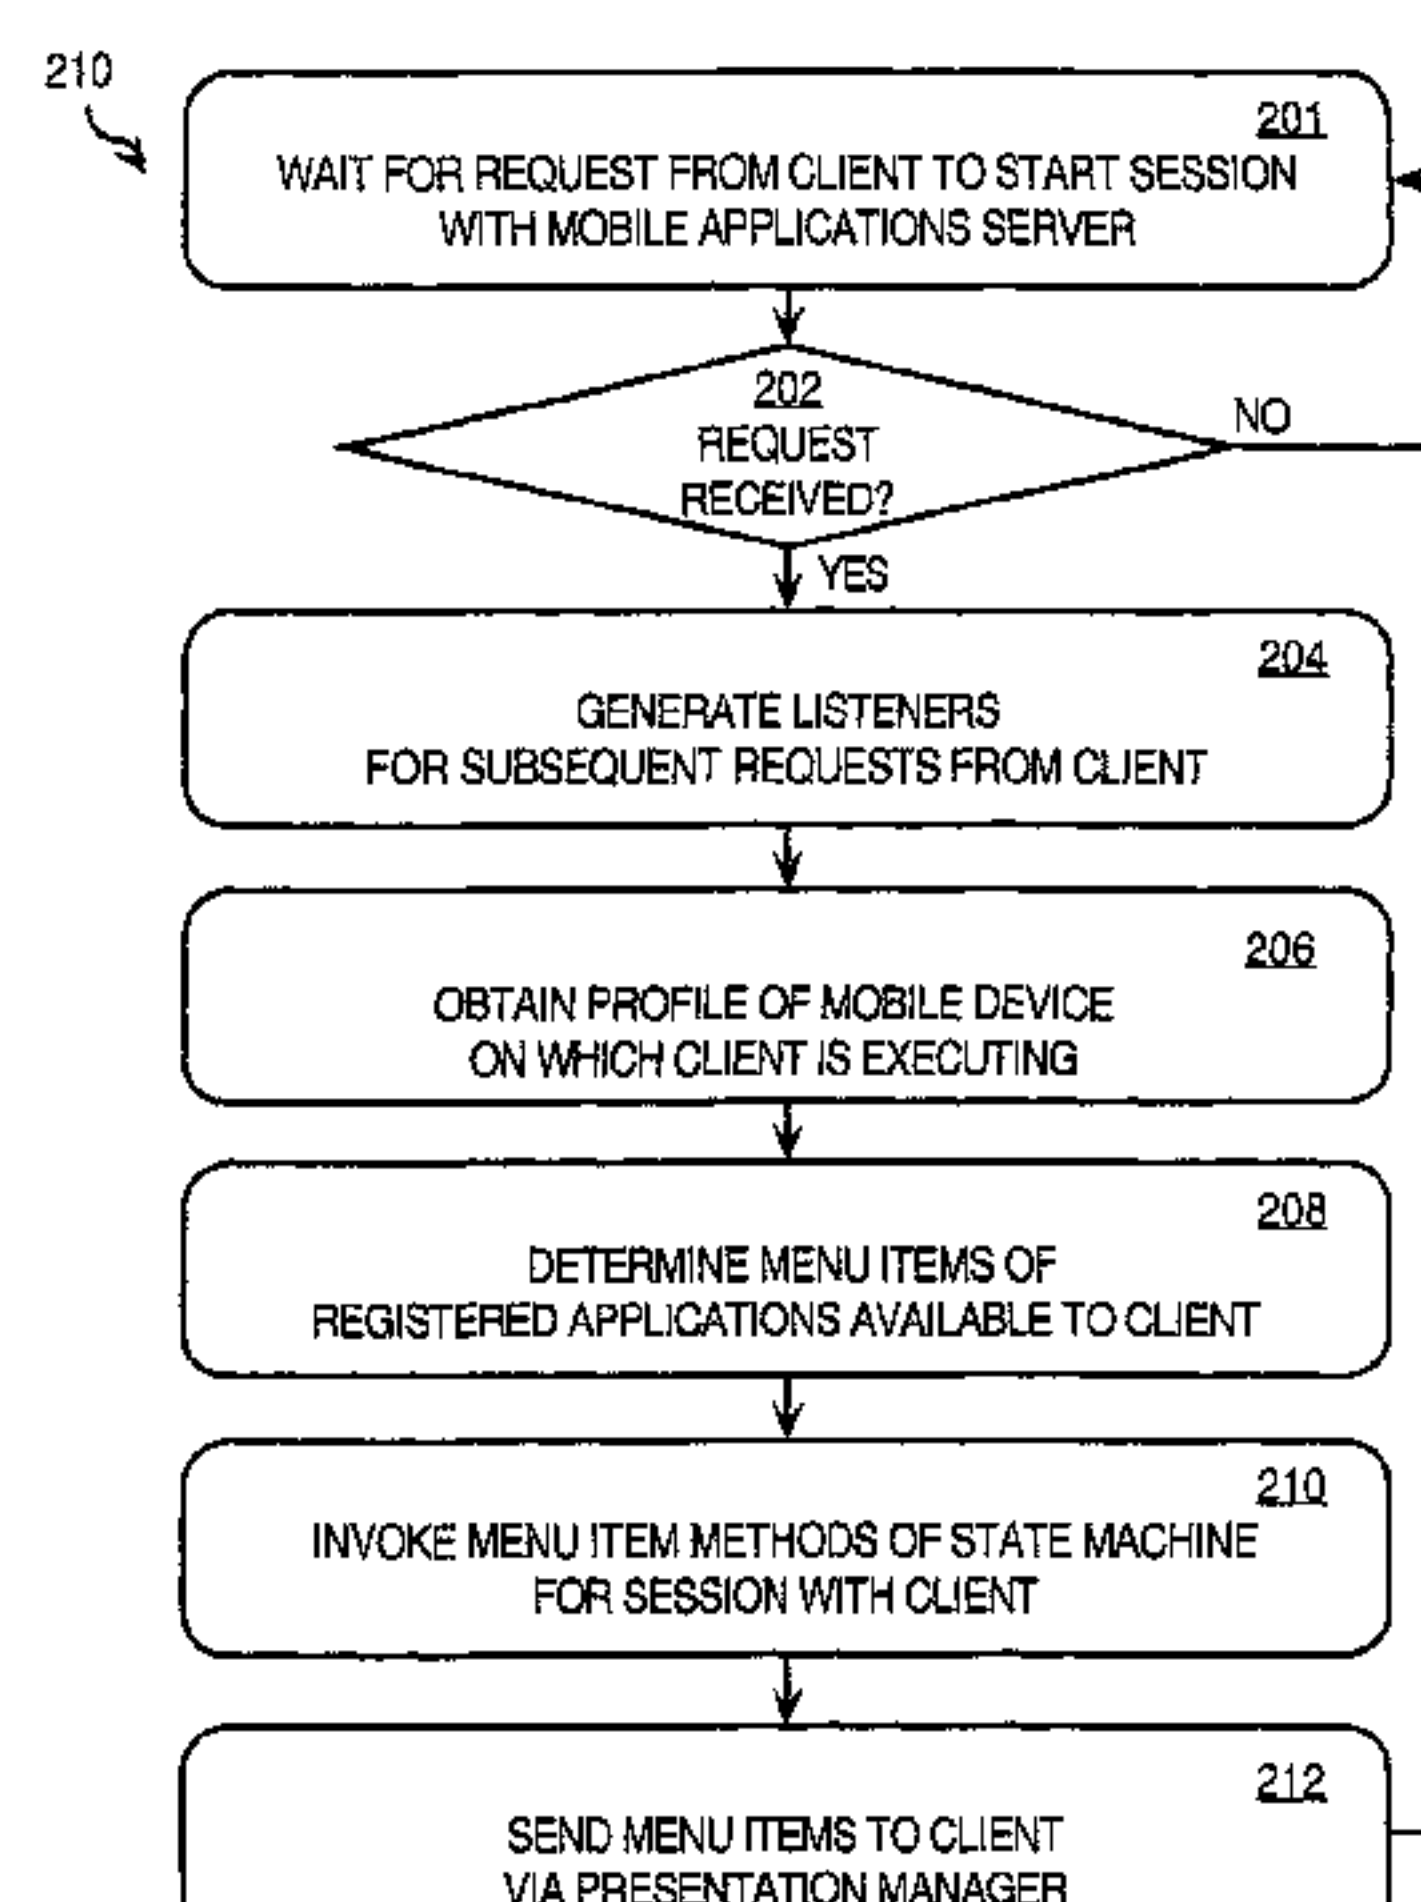 210
201
WAIT FOR REQUEST FROM CLIENT TO START SESSION
WITH MOBILE APPLICATIONS SERVER
202
REQUEST
RECEIVED?
NO
YES
204
GENERATE LISTENERS
FOR SUBSEQUENT REQUESTS FROM CLIENT
206
OBTAIN PROFILE OF MOBILE DEVICE
ON WHICH CLIENT IS EXECUTING
208
DETERMINE MENU ITEMS OF
REGISTERED APPLICATIONS AVAILABLE TO CLIENT
210
INVOKE MENU ITEM METHODS OF STATE MACHINE
FOR SESSION WITH CLIENT
212
SEND MENU ITEMS TO CLIENT
VIA PRESENTATION MANAGER